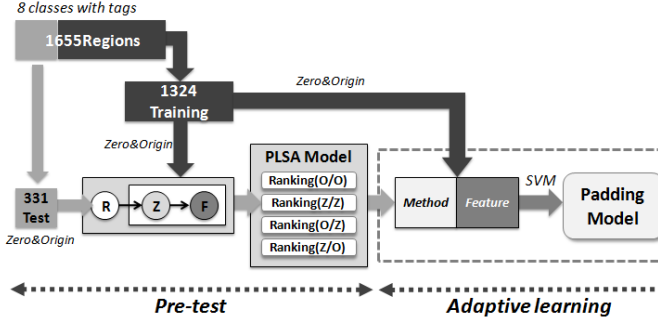 8 classes with tags
1655Regions
1324
Training
Zero&Origin
Zero&Origin
331
Test
Zero&Origin
R
Z
F
PLSA Model
Ranking(O/O)
Ranking(Z/Z)
Ranking(O/Z)
Ranking(Z/O)
Method
Feature
SVM
Padding
Model
Pre-test
Adaptive learning